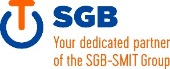 SGB
Your dedicated partner
of the SGB-SMIT Group